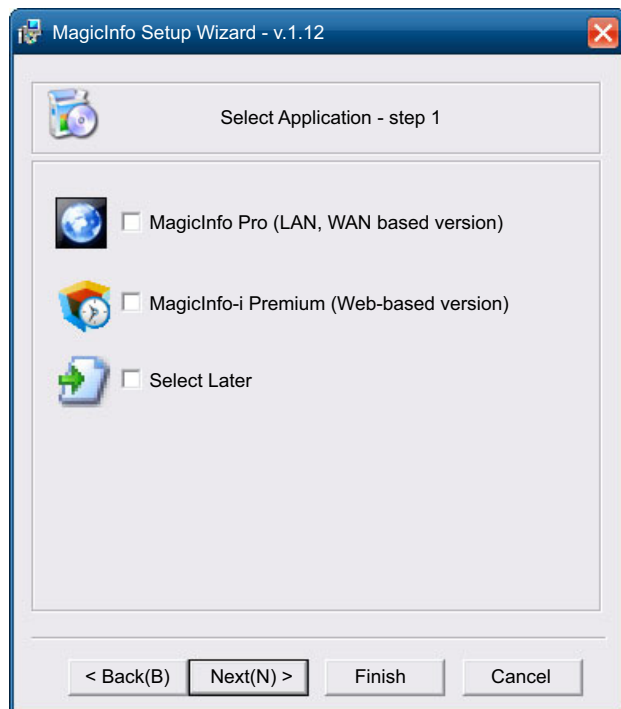 MagicInfo Setup Wizard - v.1.12
Select Application - step 1
MagicInfo Pro (LAN, WAN based version)
MagicInfo-i Premium (Web-based version)
Select Later
< Back(B) Next(N) > Finish Cancel